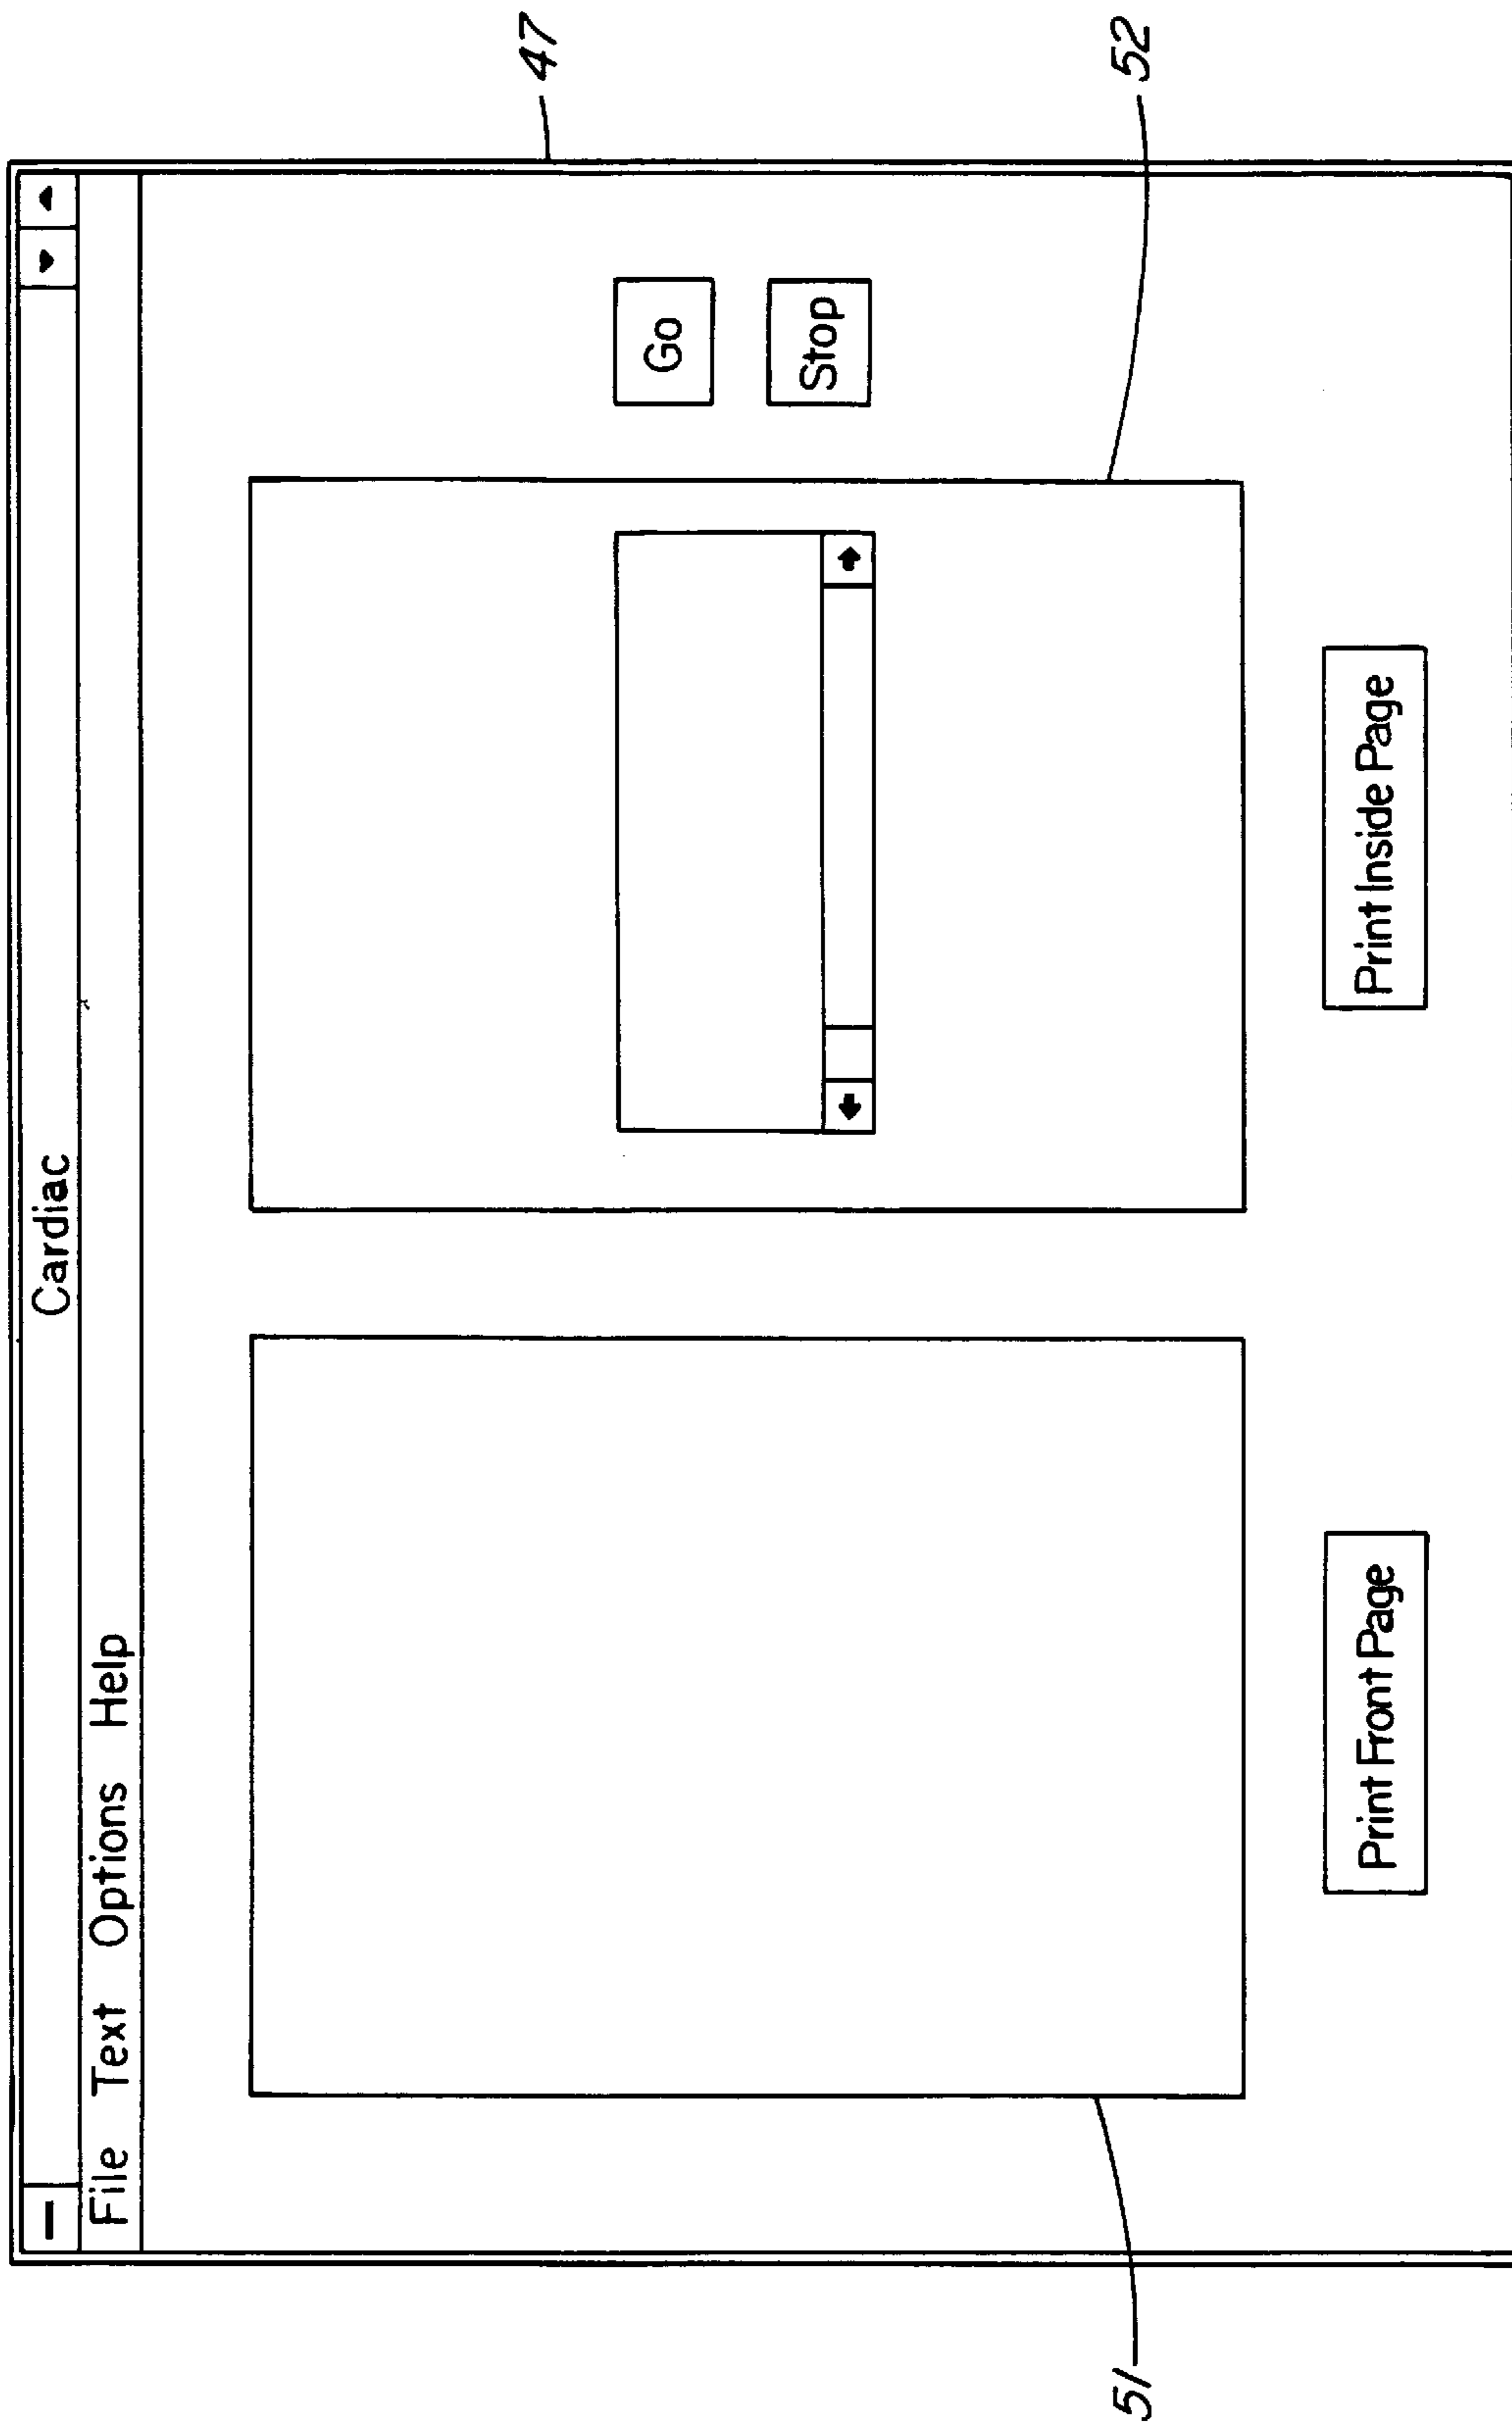 Cardiac
File Text Options Help
47
Go
Stop
52
51
Print Front Page
Print Inside Page